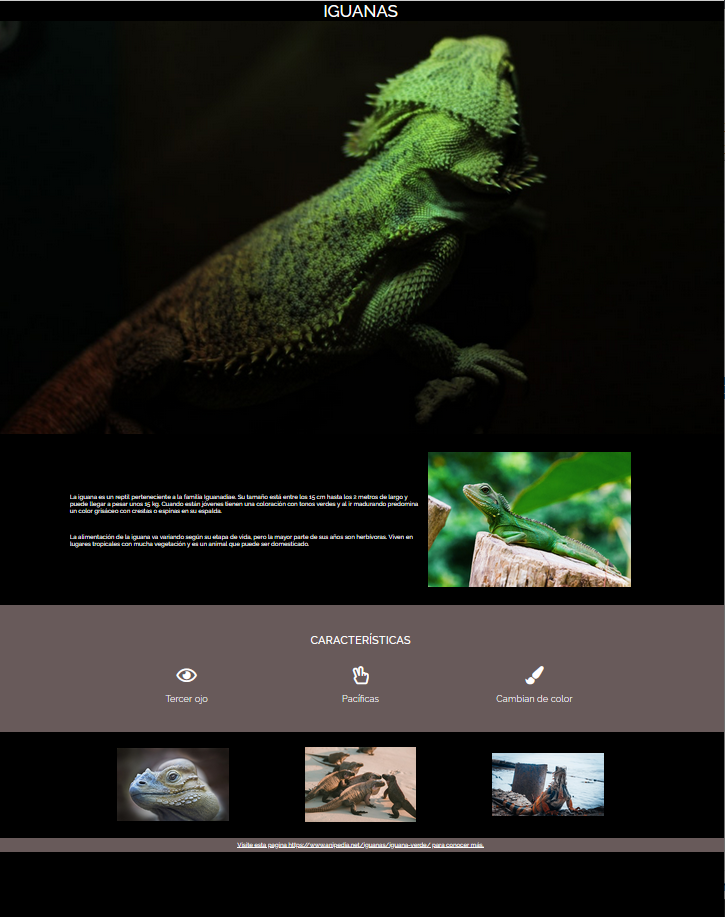 IGUANAS
La iguana es un reptil perteneciente a la familia Iguanadiae. Su tamaño está entre los 15 cm hasta los 2 metros de largo y
puede llegar a pesar unos 15 kg. Cuando están jóvenes tienen una coloración con tonos verdes y al ir madurando predomina
un color grisáceo con crestas o espinas en su espalda.
La alimentación de la iguana va variando según su etapa de vida, pero la mayor parte de sus años son herbívoras. Viven en
lugares tropicales con mucha vegetación y es un animal que puede ser domesticado.
CARACTERÍSTICAS
Tercer ojo
Pacíficas
Cambian de color
Visite esta pagina https://www.anipedia.net/iguanas/iguana-verde/ para conocer más.